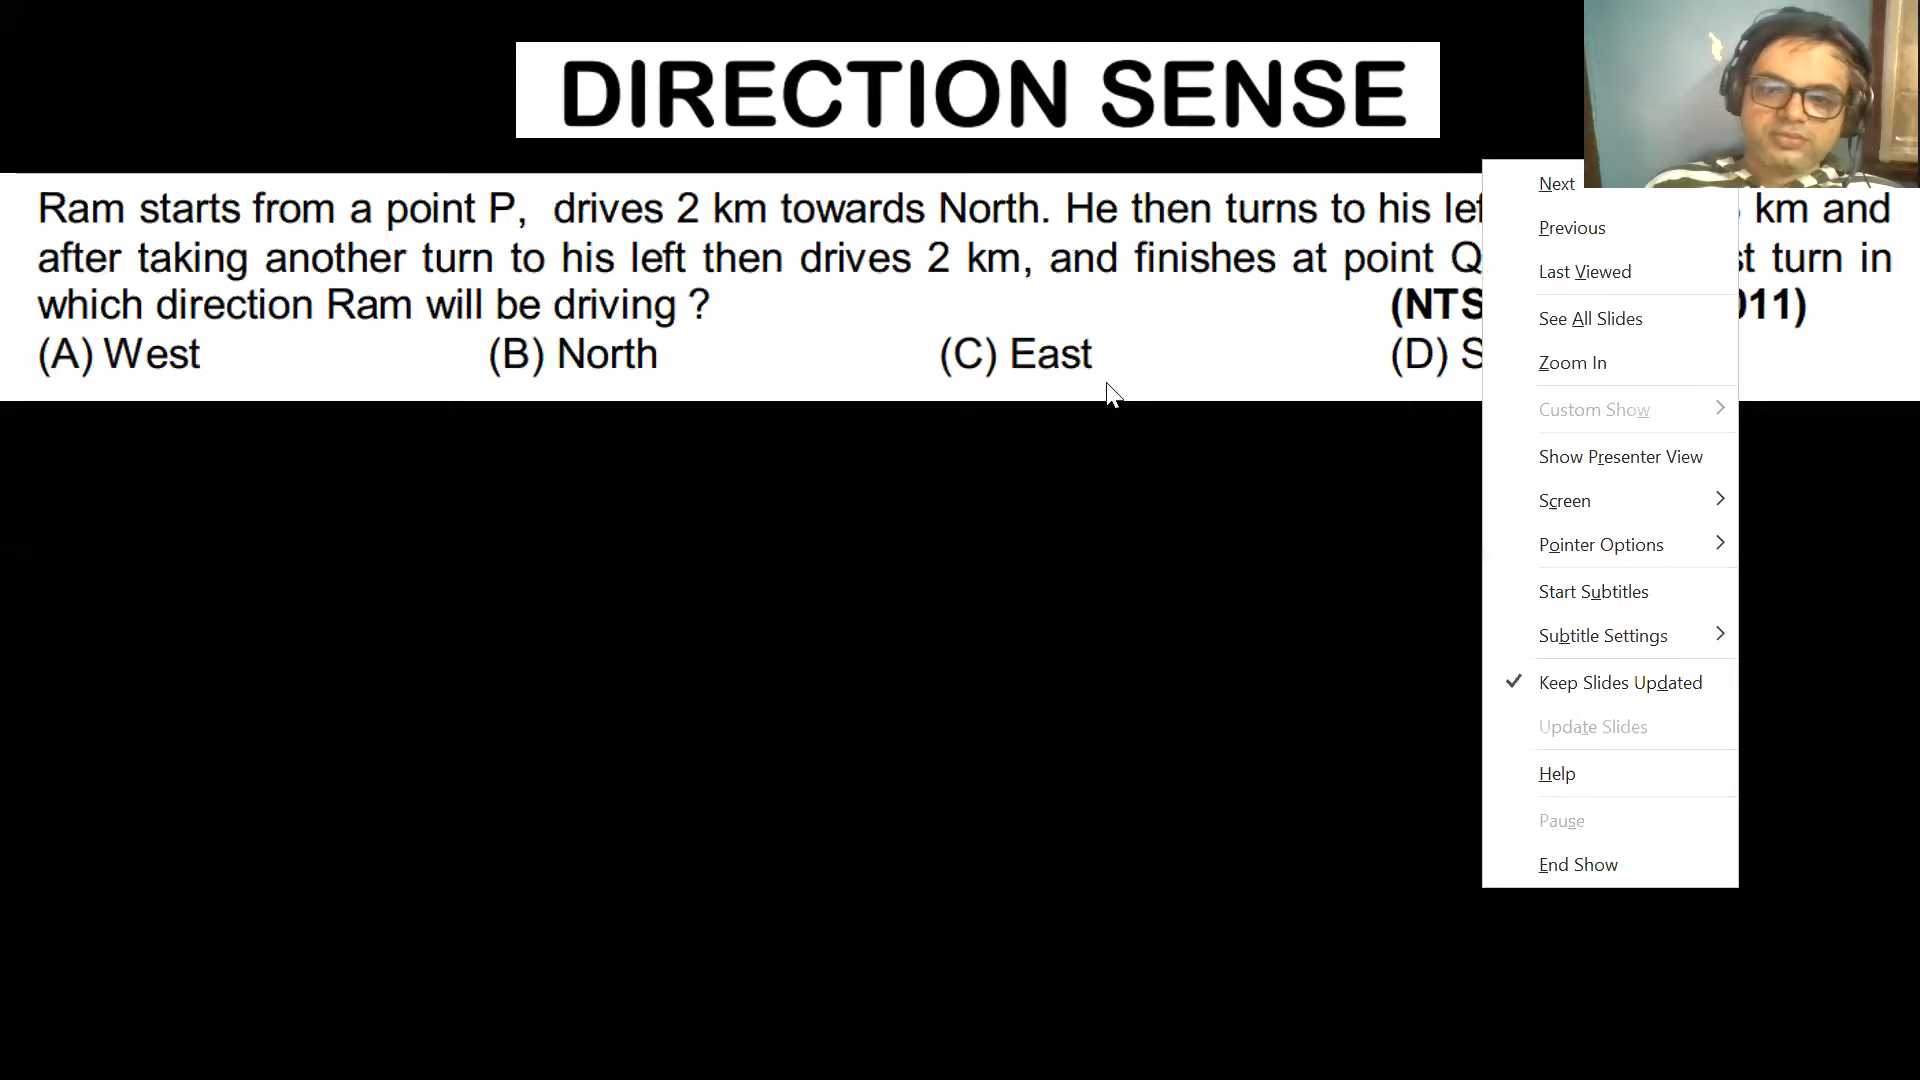 DIRECTION SENSE
Ram starts from a point P, drives 2 km towards North. He then turns to his km and
after taking another turn to his left then drives 2 km, and finishes at point Q turn in
which direction Ram will be driving ? (NTS 011)
(A) West (B) North (C) East (D) S
Next
Previous
Last Viewed
See All Slides
Zoom In
Custom Show
Show Presenter View
Screen
Pointer Options
Start Subtitles
Subtitle Settings
Keep Slides Updated
Update Slides
Help
Pause
End Show